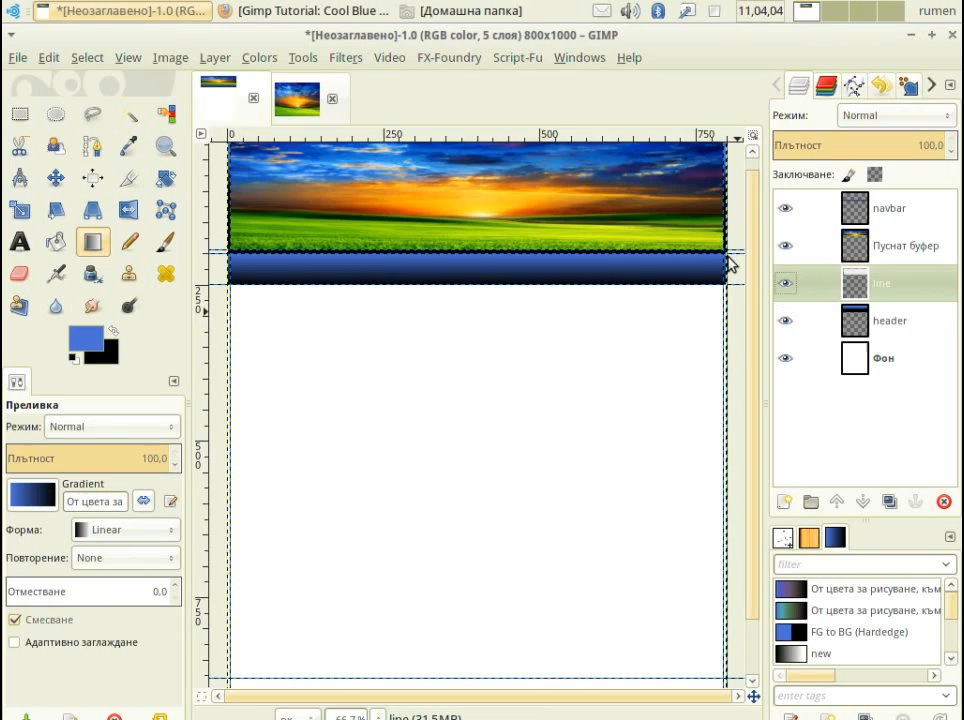 *[Неозаглавено]-1.0 (RG...
[Gimp Tutorial: Cool Blue ...
[Домашна папка]
11,04,04
rumen
*[Неозаглавено]-1.0 (RGB color, 5 слоя) 800x1000 – GIMP
File Edit Select View Image Layer Colors Tools Filters Video FX-Foundry Script-Fu Windows Help
0 250 500 750
250
500
750
Режим: Normal
Плътност 100,0
Заключване:
navbar
Пуснат буфер
line
header
Фон
Преливка
Режим: Normal
Плътност 100,0
Gradient
От цвета за
Форма: Linear
Повторение: None
Отместване 0,0
Смесване
Адаптивно заглаждане
filter
От цвета за рисуване, към
От цвета за рисуване, към
FG to BG (Hardedge)
new
enter tags
px 66,7% line (31,5MB)